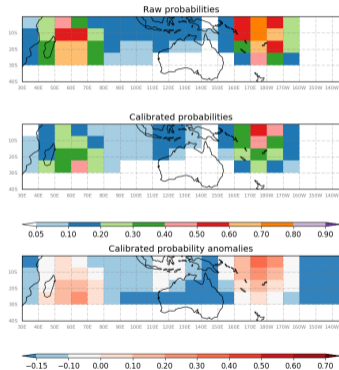 Raw probabilities
10S
20S
30S
40S
30E 40E 50E 60E 70E 80E 90E 100E 110E 120E 130E 140E 150E 160E 170E 180E 170W 160W 150W 140W
Calibrated probabilities
10S
20S
30S
40S
30E 40E 50E 60E 70E 80E 90E 100E 110E 120E 130E 140E 150E 160E 170E 180E 170W 160W 150W 140W
0.05 0.10 0.20 0.30 0.40 0.50 0.60 0.70 0.80 0.90
Calibrated probability anomalies
10S
20S
30S
40S
30E 40E 50E 60E 70E 80E 90E 100E 110E 120E 130E 140E 150E 160E 170E 180E 170W 160W 150W 140W
-0.15 -0.10 -0.00 0.10 0.20 0.30 0.40 0.50 0.60 0.70